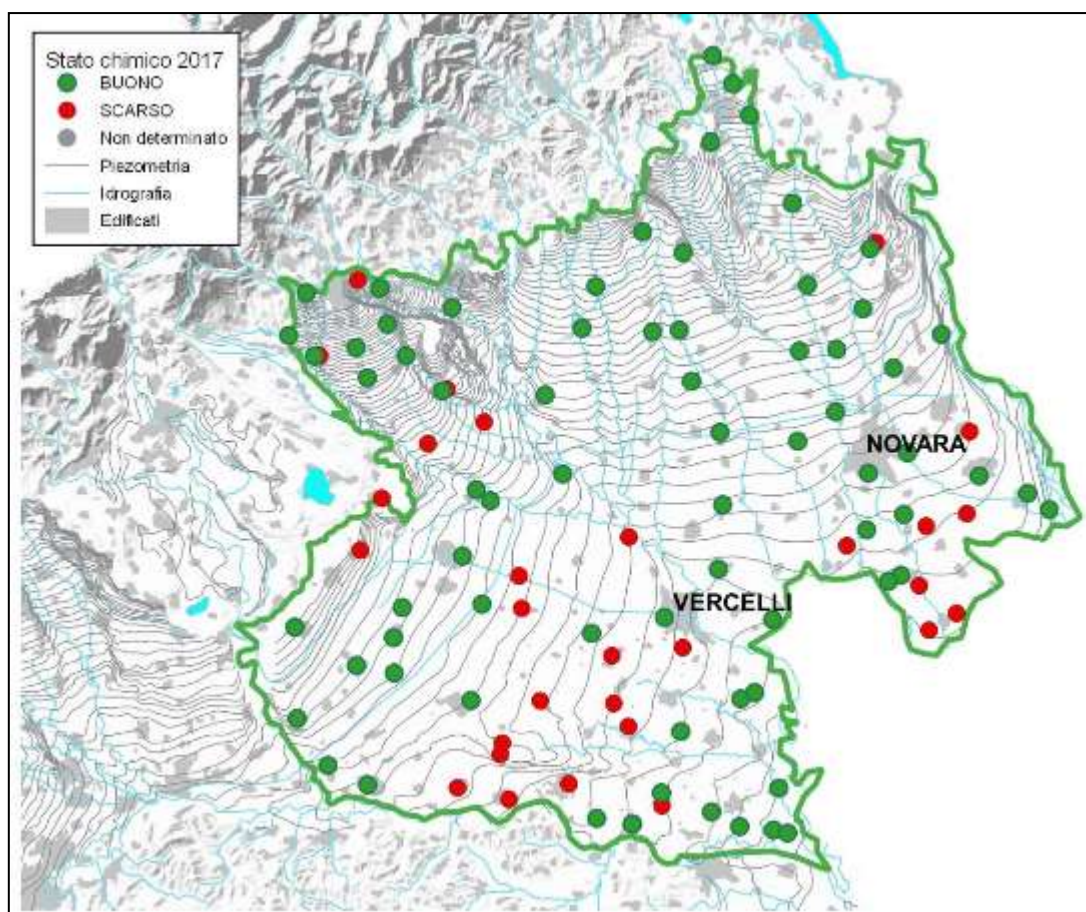 Stato chimico 2017
BUONO
SCARSO
Non determinato
Piezometria
Idrografia
Edificati
NOVARA
VERCELLI